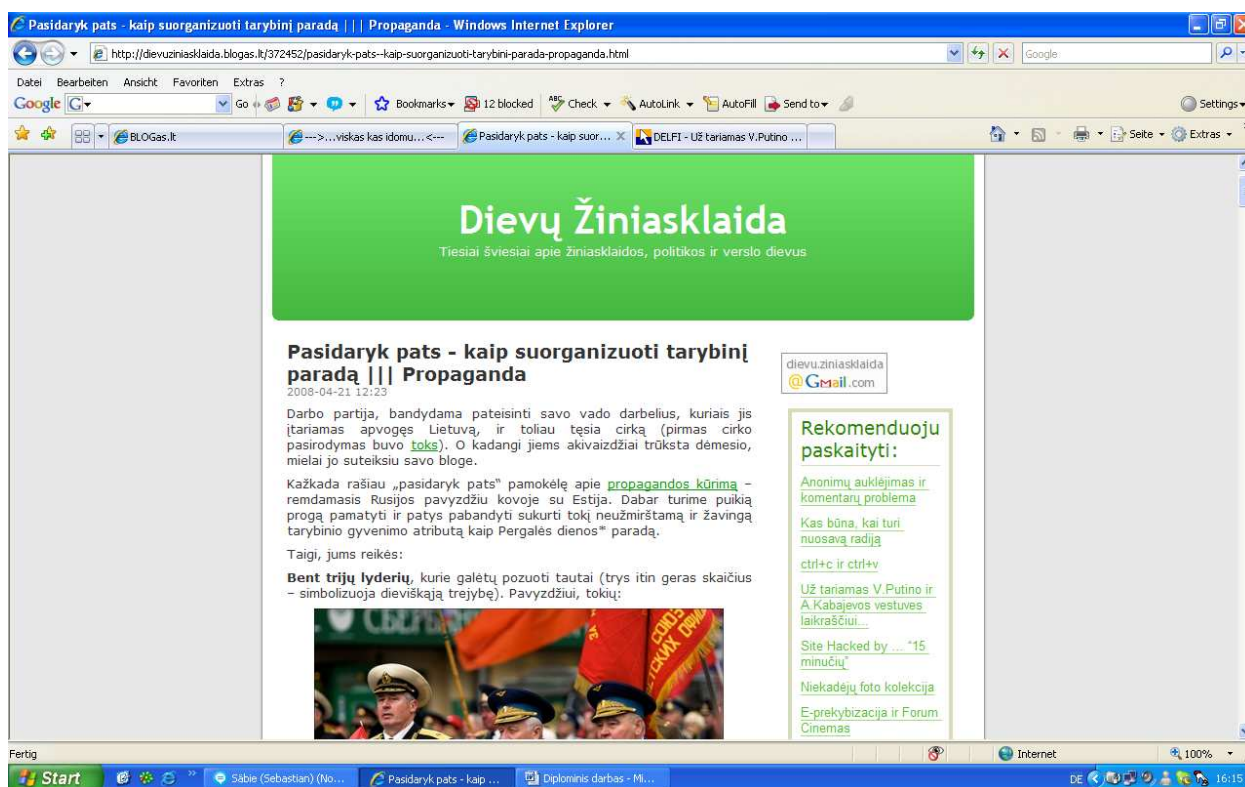 Pasidaryk pats - kaip suorganizuoti tarybinį paradą ||| Propaganda - Windows Internet Explorer
http://dievuziniasklaida.blogas.lt/372452/pasidaryk-pats--kaip-suorganizuoti-tarybini-parada-propaganda.html
Google
Datei Bearbeiten Ansicht Favoriten Extras ?
Google G Go Bookmarks 12 blocked ABC Check AutoLink AutoFill Send to Settings
BLOGas.lt --->...viskas kas idomu...<--- Pasidaryk pats - kaip suor... X DELFI - Už tariamas V.Putino ... Seite Extras
Dievų Žiniasklaida
Tiesiai šviesiai apie žiniasklaidos, politikos ir verslo dievus
Pasidaryk pats - kaip suorganizuoti tarybinį
paradą ||| Propaganda
2008-04-21 12:23
Darbo partija, bandydama pateisinti savo vado darbelius, kuriais jis
įtariamas apvogęs Lietuvą, ir toliau tęsia cirką (pirmas cirko
pasirodymas buvo toks). O kadangi jiems akivaizdžiai trūksta dėmesio,
mielai jo suteiksiu savo bloge.
Kažkada rašiau „pasidaryk pats" pamokėlę apie propagandos kūrimą –
remdamasis Rusijos pavyzdžiu kovoje su Estija. Dabar turime puikią
progą pamatyti ir patys pabandyti sukurti tokį neužmirštamą ir žavingą
tarybinio gyvenimo atributą kaip Pergalės dienos* paradą.
Taigi, jums reikės:
Bent trijų lyderių, kurie galėtų pozuoti tautai (trys itin geras skaičius
– simbolizuoja dieviškąją trejybę). Pavyzdžiui, tokių:
СОЮЗ
dievu.ziniasklaida
@GMail.com
Rekomenduoju
paskaityti:
Anonimų auklėjimas ir
komentarų problema
Kas būna, kai turi
nuosavą radiją
ctrl+c ir ctrl+v
Už tariamas V.Putino ir
A.Kabajevos vestuves
laikraščiui...
Site Hacked by ... "15
minučių"
Niekadėjų foto kolekcija
E-prekybizacija ir Forum
Cinemas
Fertig Internet 100%
Start Säbie (Sebastian) (No... Pasidaryk pats - kaip ... Diplominis darbas - Mi... DE 16:15